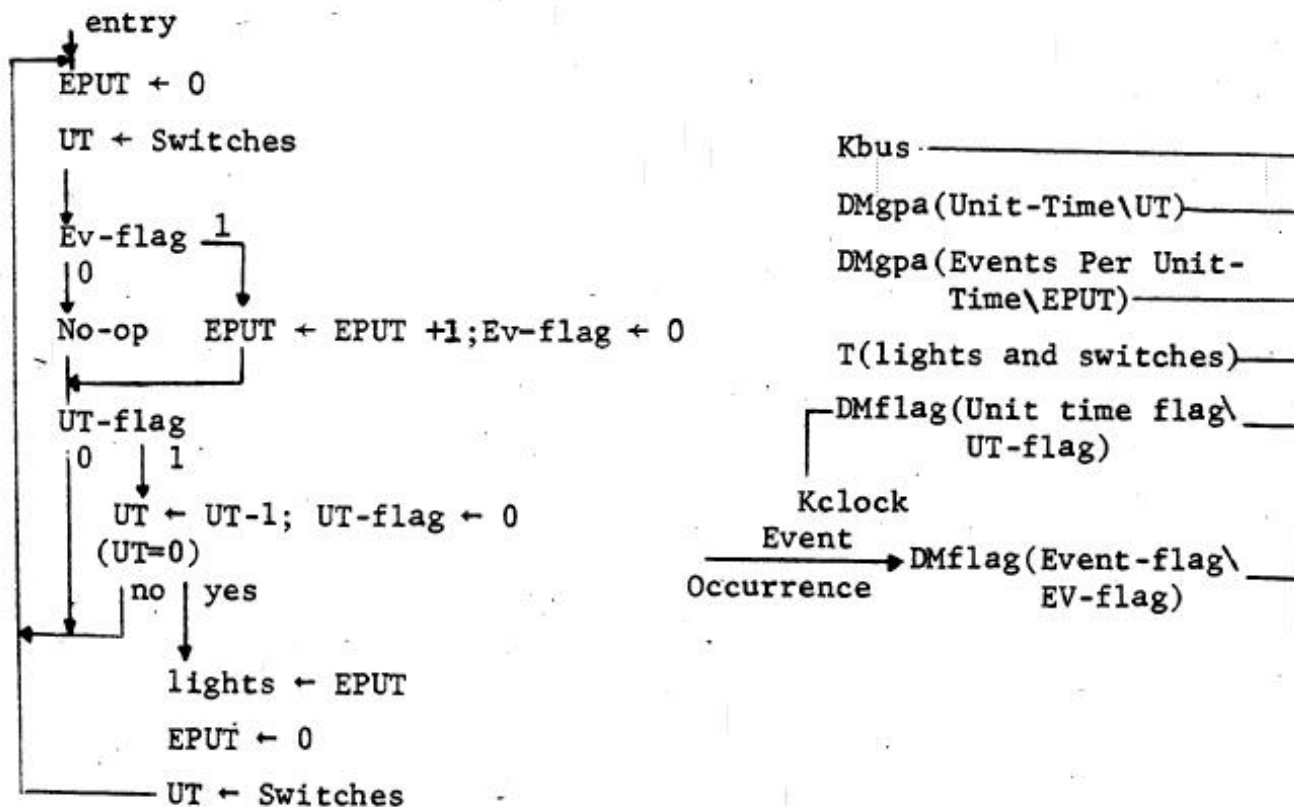 entry
EPUT ← 0
UT ← Switches
Ev-flag 1
0
No-op EPUT ← EPUT +1;Ev-flag ← 0
UT-flag
0 1
UT ← UT-1; UT-flag ← 0
(UT=0)
no yes
lights ← EPUT
EPUT ← 0
UT ← Switches
Kbus
DMgpa(Unit-Time\UT)
DMgpa(Events Per Unit-
Time\EPUT)
T(lights and switches)
DMflag(Unit time flag\
UT-flag)
Kclock
Event
Occurrence
DMflag(Event-flag\
EV-flag)